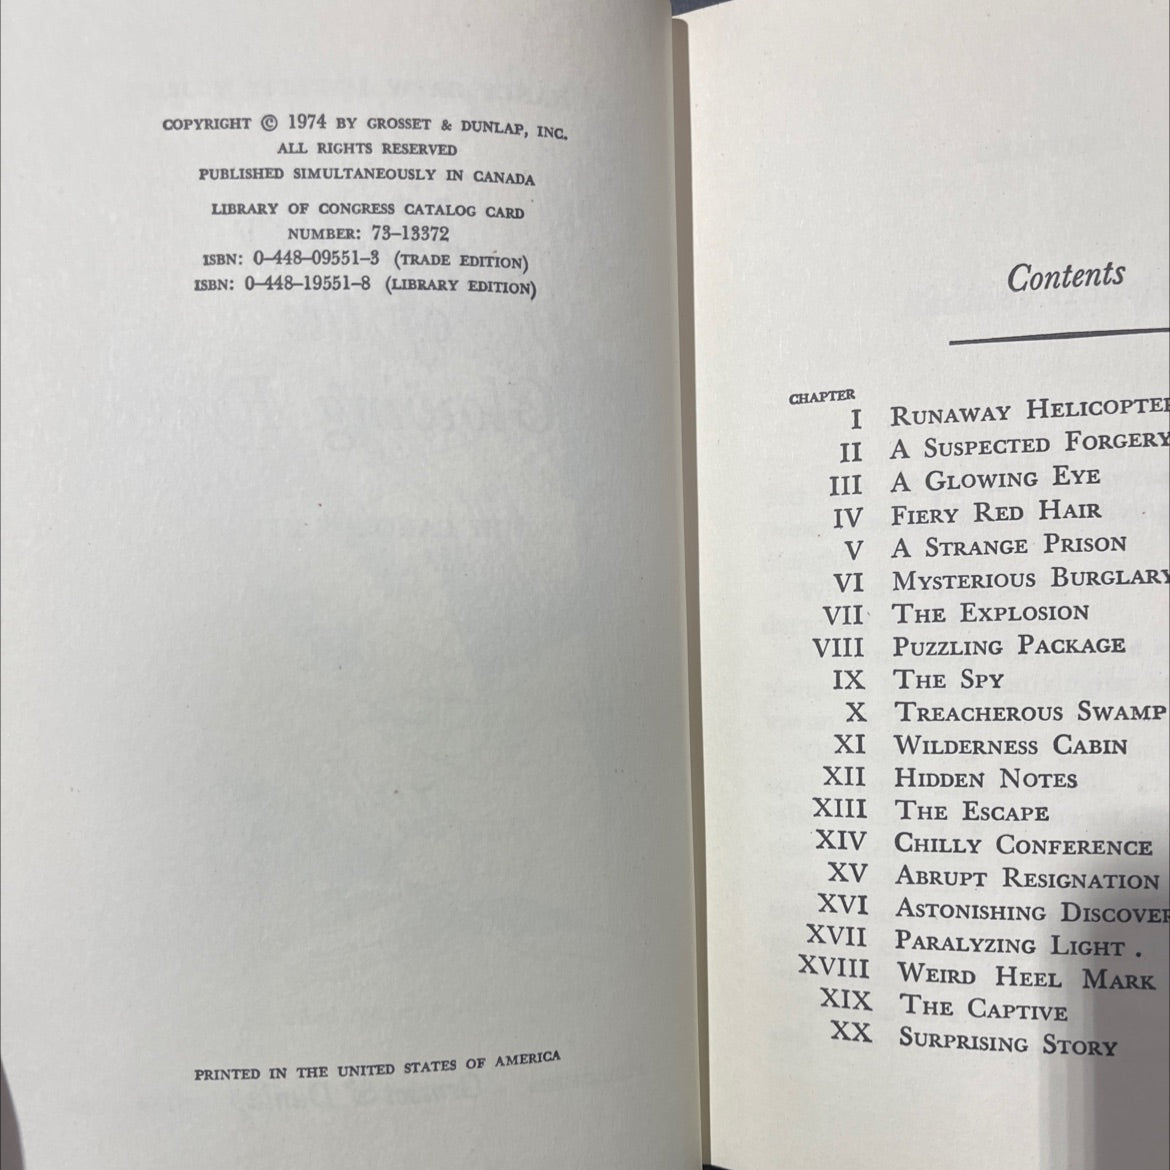 COPYRIGHT © 1974 BY GROSSET & DUNLAP, INC.
ALL RIGHTS RESERVED
PUBLISHED SIMULTANEOUSLY IN CANADA
LIBRARY OF CONGRESS CATALOG CARD
NUMBER: 73–13372
ISBN: 0–448–09551–3 (TRADE EDITION)
ISBN: 0–448–19551–8 (LIBRARY EDITION)
PRINTED IN THE UNITED STATES OF AMERICA
Contents
CHAPTER
I RUNAWAY HELICOPTE
II A SUSPECTED FORGERY
III A GLOWING EYE
IV FIERY RED HAIR
V A STRANGE PRISON
VI MYSTERIOUS BURGLARY
VII THE EXPLOSION
VIII PUZZLING PACKAGE
IX THE SPY
X TREACHEROUS SWAMP
XI WILDERNESS CABIN
XII HIDDEN NOTES
XIII THE ESCAPE
XIV CHILLY CONFERENCE
XV ABRUPT RESIGNATION
XVI ASTONISHING DISCOVE
XVII PARALYZING LIGHT .
XVIII WEIRD HEEL MARK
XIX THE CAPTIVE
XX SURPRISING STORY